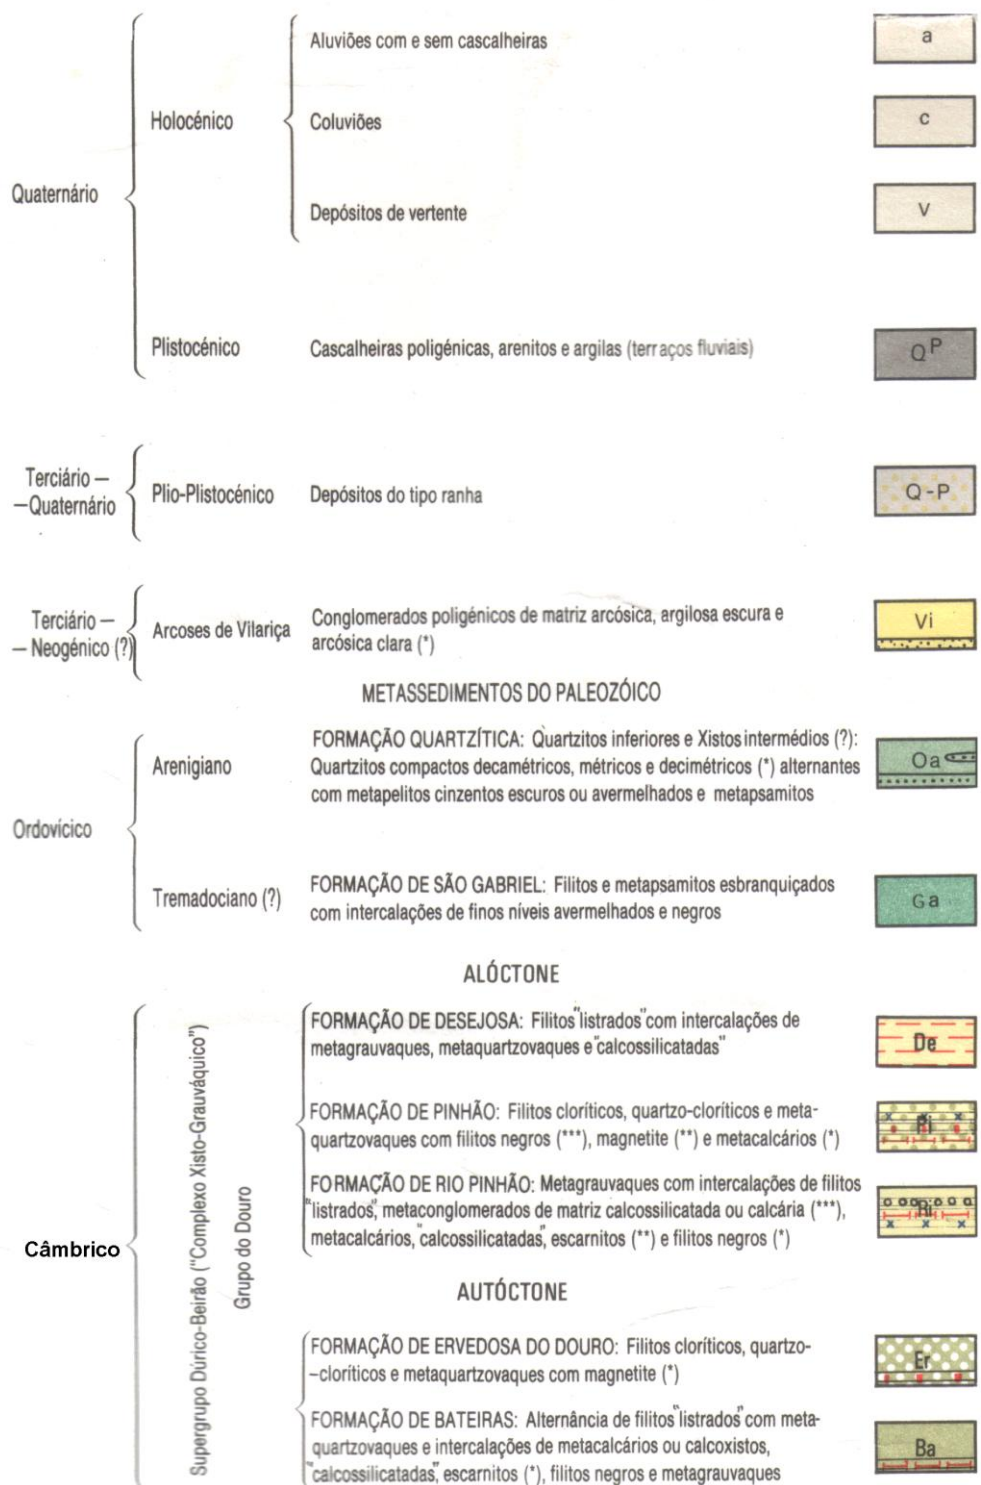 Aluviões com e sem cascalheiras
a
Holocénico
Coluviões
c
Quaternário
Depósitos de vertente
v
Plistocénico
Cascalheiras poligénicas, arenitos e argilas (terraços fluviais)
QP
Terciário —
—Quaternário
Plio-Plistocénico
Depósitos do tipo ranha
Q-P
Terciário —
— Neogénico (?)
Arcoses de Vilariça
Conglomerados poligénicos de matriz arcósica, argilosa escura e
arcósica clara (*)
Vi
METASSEDIMENTOS DO PALEOZÓICO
Ordovícico
Arenigiano
FORMAÇÃO QUARTZÍTICA: Quartzitos inferiores e Xistos intermédios (?):
Quartzitos compactos decamétricos, métricos e decimétricos (*) alternantes
com metapelitos cinzentos escuros ou avermelhados e metapsamitos
Oa
Tremadociano (?)
FORMAÇÃO DE SÃO GABRIEL: Filitos e metapsamitos esbranquiçados
com intercalações de finos níveis avermelhados e negros
Ga
ALÓCTONE
Câmbrico
Supergrupo Dúrico-Beirão ("Complexo Xisto-Grauváquico")
Grupo do Douro
FORMAÇÃO DE DESEJOSA: Filitos "listrados" com intercalações de
metagrauvaques, metaquartzovaques e "calcossilicatadas"
De
FORMAÇÃO DE PINHÃO: Filitos cloríticos, quartzo-cloríticos e meta-
quartzovaques com filitos negros (***), magnetite (**) e metacalcários (*)
FORMAÇÃO DE RIO PINHÃO: Metagrauvaques com intercalações de filitos
"listrados", metaconglomerados de matriz calcossilicatada ou calcária (***),
metacalcários, "calcossilicatadas", escarnitos (**) e filitos negros (*)
Ri
AUTÓCTONE
FORMAÇÃO DE ERVEDOSA DO DOURO: Filitos cloríticos, quartzo-
-cloríticos e metaquartzovaques com magnetite (*)
Er
FORMAÇÃO DE BATEIRAS: Alternância de filitos "listrados" com meta-
quartzovaques e intercalações de metacalcários ou calcoxistos,
"calcossilicatadas", escarnitos (*), filitos negros e metagrauvaques
Ba